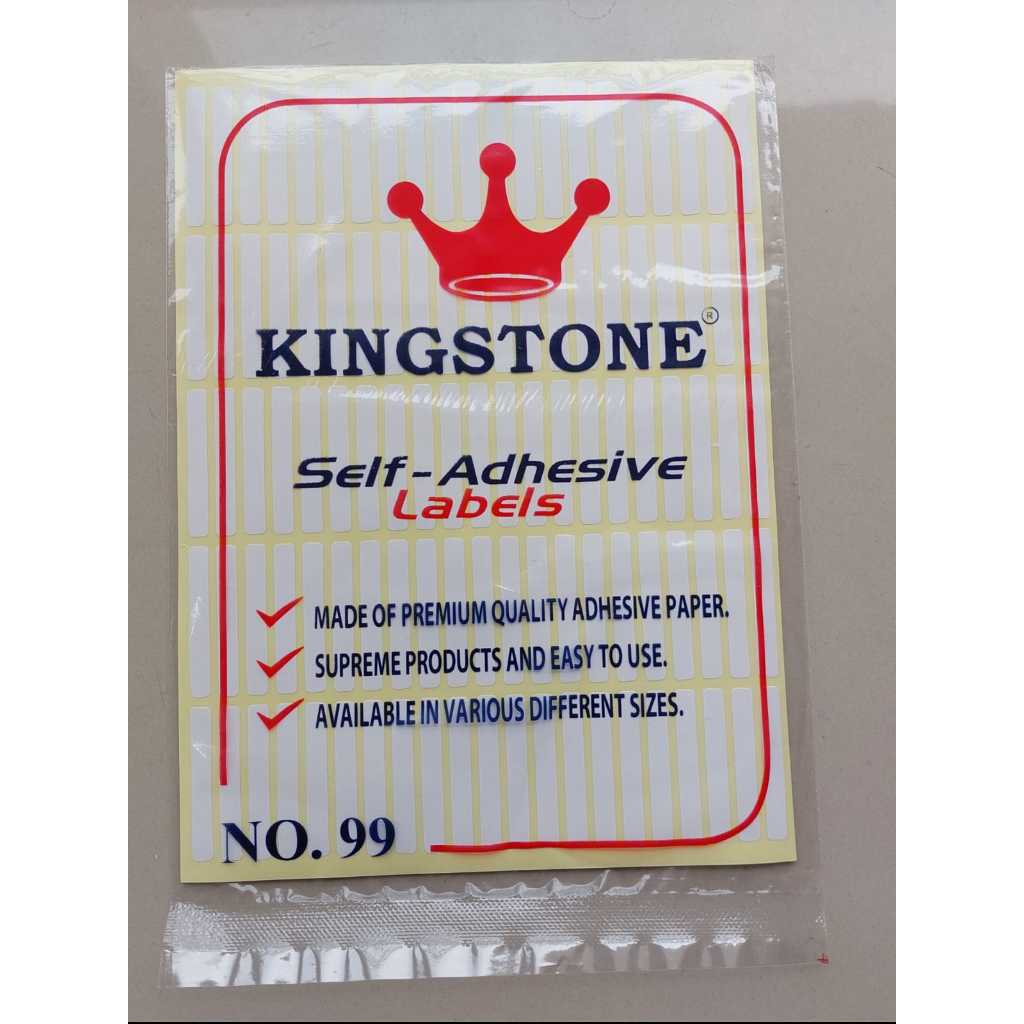 KINGSTONE®
Self-Adhesive
Labels
MADE OF PREMIUM QUALITY ADHESIVE PAPER.
SUPREME PRODUCTS AND EASY TO USE.
AVAILABLE IN VARIOUS DIFFERENT SIZES.
NO. 99